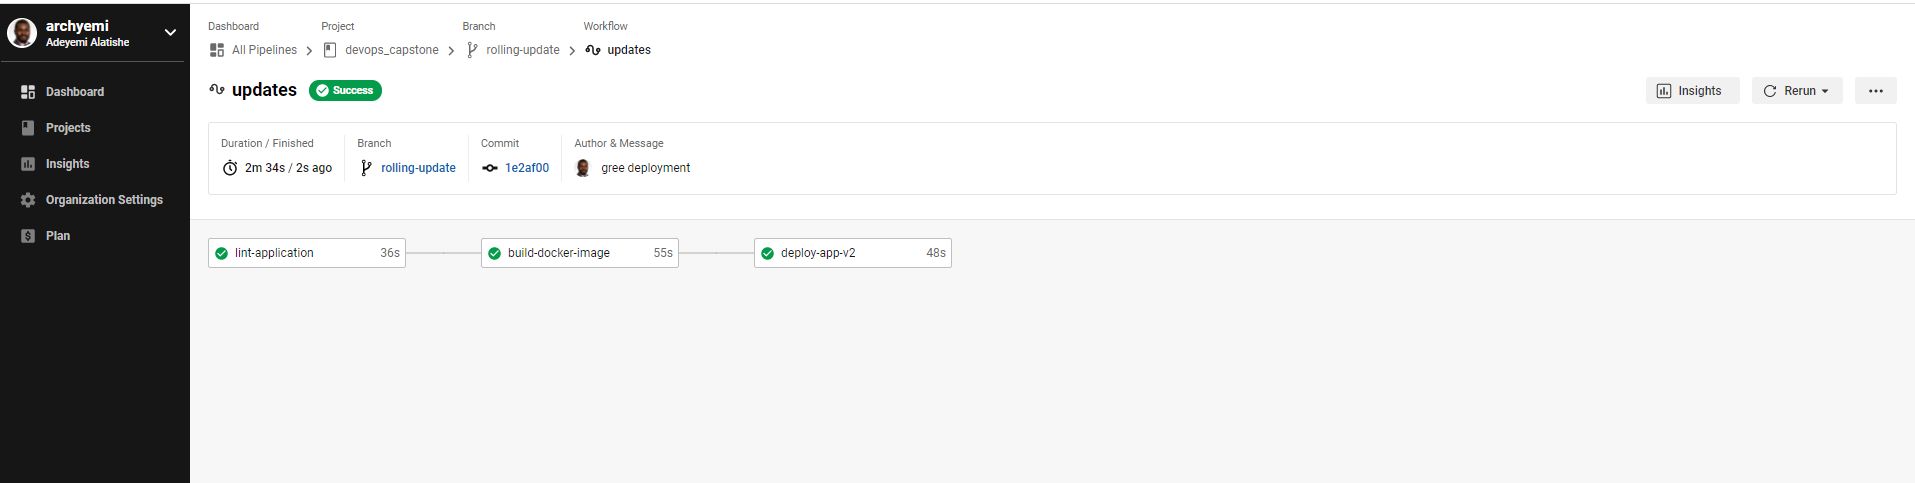 archyemi
Adeyemi Alatishe
Dashboard
Projects
Insights
Organization Settings
Plan
Dashboard Project Branch Workflow
All Pipelines devops_capstone rolling-update updates
updates Success
Insights Rerun
Duration / Finished Branch Commit Author & Message
2m 34s / 2s ago rolling-update 1e2af00 gree deployment
lint-application 36s build-docker-image 55s deploy-app-v2 48s